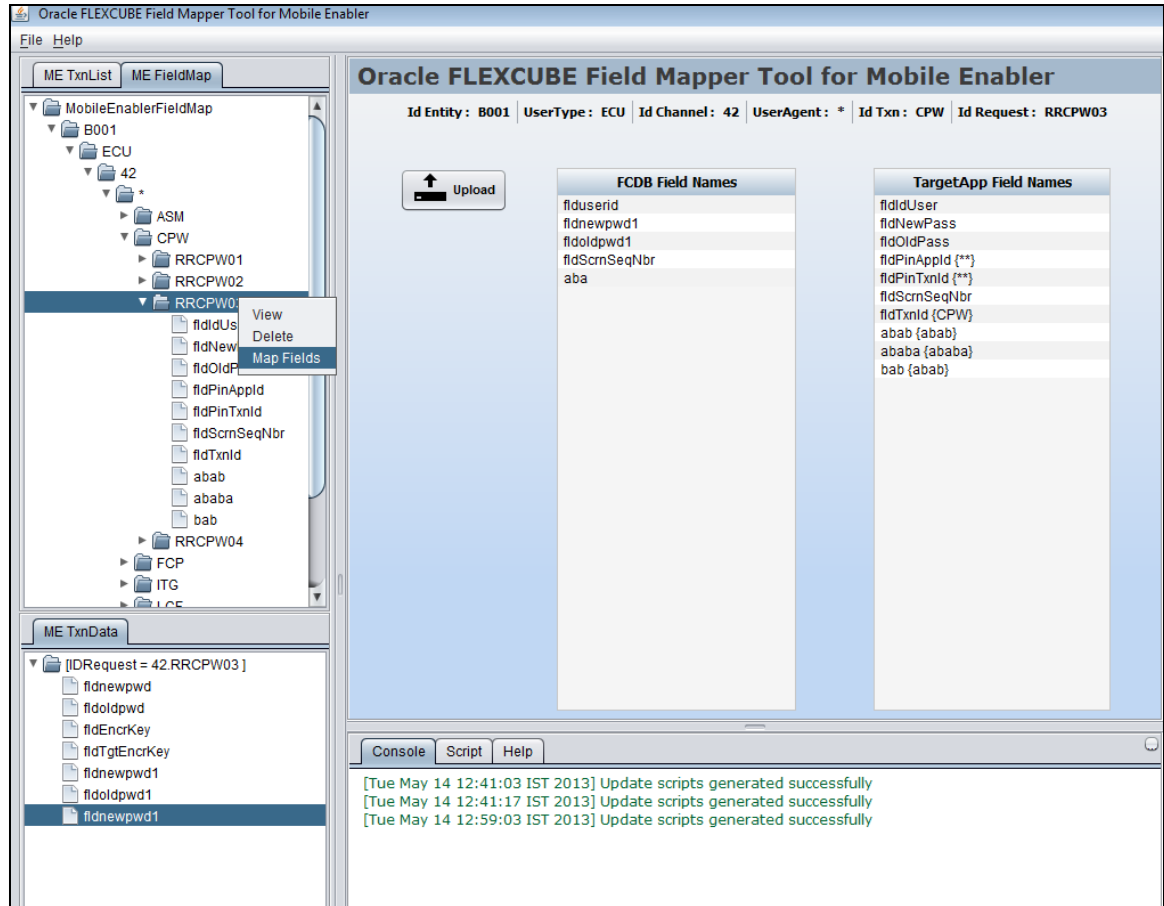 Oracle FLEXCUBE Field Mapper Tool for Mobile Enabler
File Help
ME TxnList ME FieldMap
MobileEnablerFieldMap
B001
ECU
42
*
ASM
CPW
RRCPW01
RRCPW02
RRCPW03
View
Delete
Map Fields
fldIdUs
fldNew
fldOldP
fldPinAppId
fldPinTxnId
fldScrnSeqNbr
fldTxnId
abab
ababa
bab
RRCPW04
FCP
ITG
LCF
ME TxnData
[IDRequest = 42.RRCPW03 ]
fldnewpwd
fldoldpwd
fldEncrKey
fldTgtEncrKey
fldnewpwd1
fldoldpwd1
fldnewpwd1
Oracle FLEXCUBE Field Mapper Tool for Mobile Enabler
Id Entity : B001 UserType : ECU Id Channel : 42 UserAgent : * Id Txn : CPW Id Request : RRCPW03
Upload
FCDB Field Names
flduserid
fldnewpwd1
fldoldpwd1
fldScrnSeqNbr
aba
TargetApp Field Names
fldIdUser
fldNewPass
fldOldPass
fldPinAppId {**}
fldPinTxnId {**}
fldScrnSeqNbr
fldTxnId {CPW}
abab {abab}
ababa {ababa}
bab {abab}
Console Script Help
[Tue May 14 12:41:03 IST 2013] Update scripts generated successfully
[Tue May 14 12:41:17 IST 2013] Update scripts generated successfully
[Tue May 14 12:59:03 IST 2013] Update scripts generated successfully